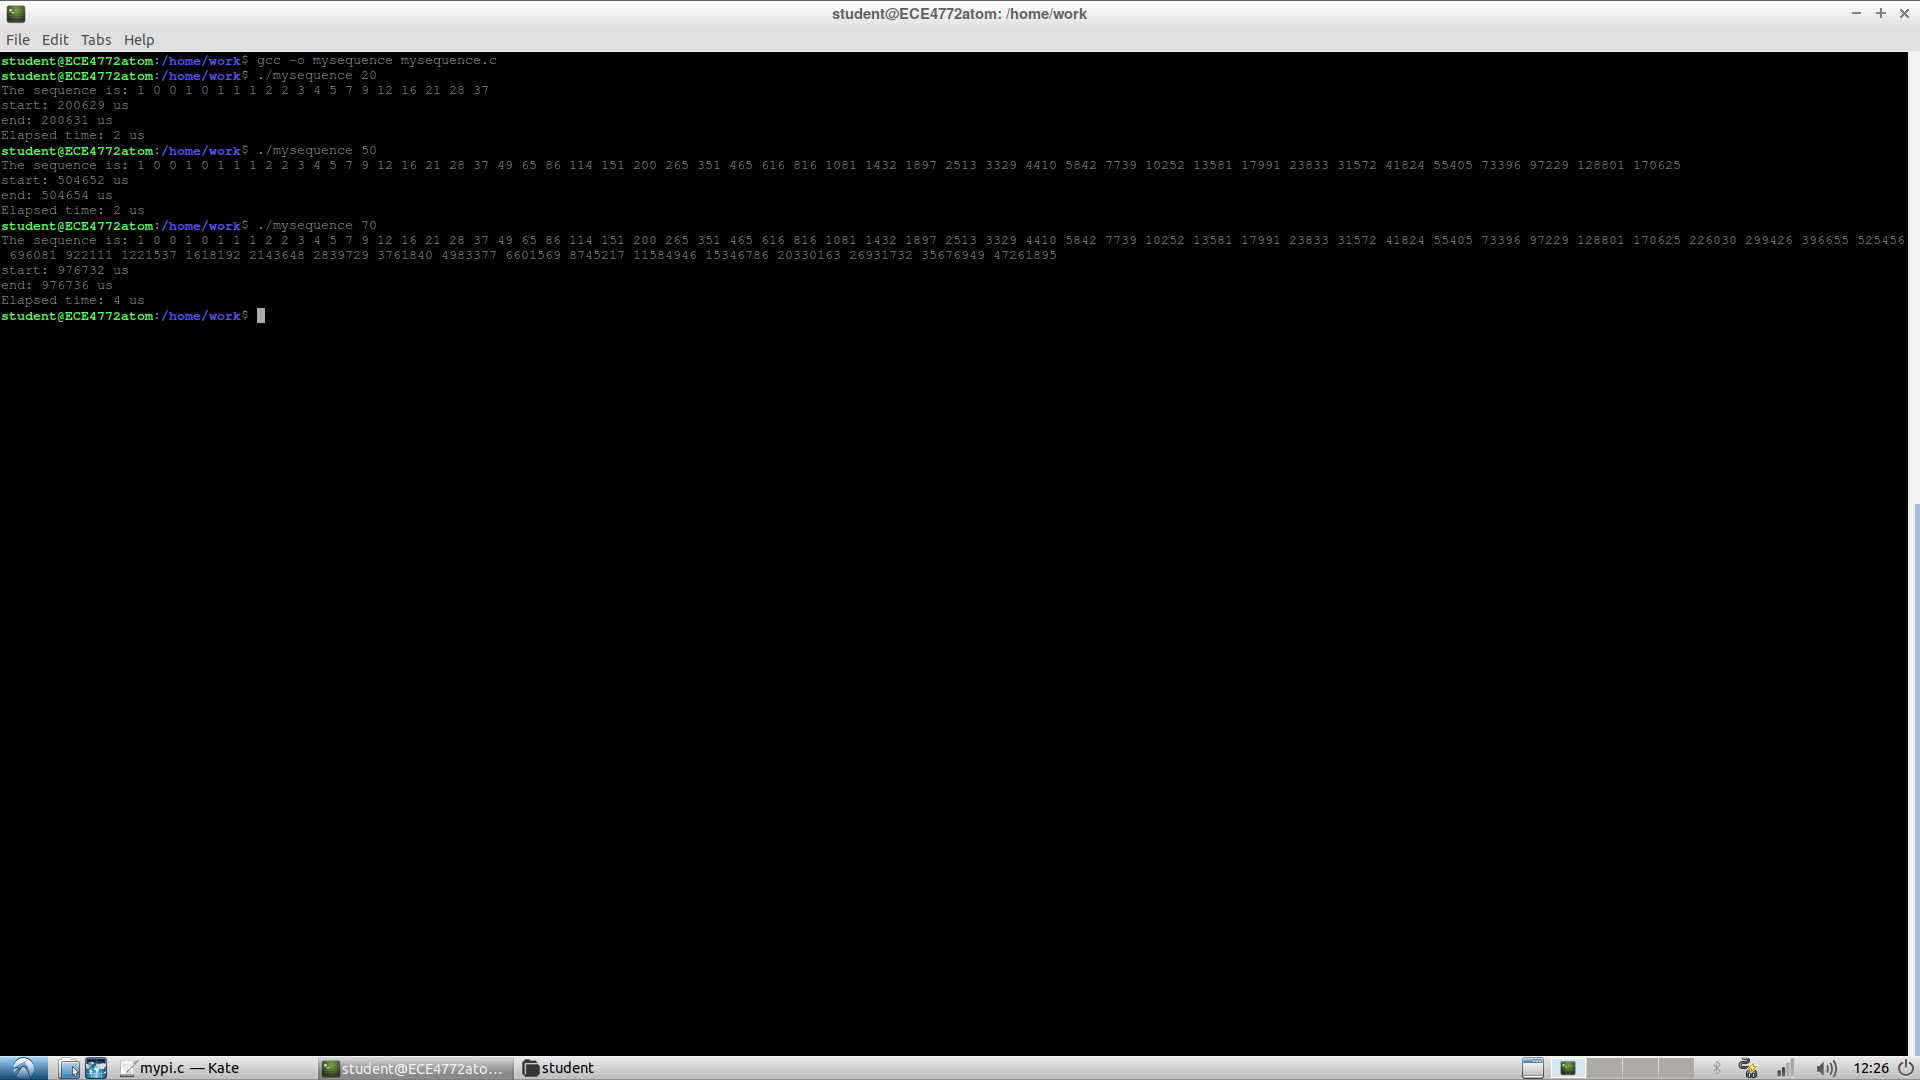 student@ECE4772atom: /home/work
File Edit Tabs Help
student@ECE4772atom:/home/work$ gcc -o mysequence mysequence.c
student@ECE4772atom:/home/work$ ./mysequence 20
The sequence is: 1 0 0 1 0 1 1 1 2 2 3 4 5 7 9 12 16 21 28 37
start: 200629 us
end: 200631 us
Elapsed time: 2 us
student@ECE4772atom:/home/work$ ./mysequence 50
The sequence is: 1 0 0 1 0 1 1 1 2 2 3 4 5 7 9 12 16 21 28 37 49 65 86 114 151 200 265 351 465 616 816 1081 1432 1897 2513 3329 4410 5842 7739 10252 13581 17991 23833 31572 41824 55405 73396 97229 128801 170625
start: 504652 us
end: 504654 us
Elapsed time: 2 us
student@ECE4772atom:/home/work$ ./mysequence 70
The sequence is: 1 0 0 1 0 1 1 1 2 2 3 4 5 7 9 12 16 21 28 37 49 65 86 114 151 200 265 351 465 616 816 1081 1432 1897 2513 3329 4410 5842 7739 10252 13581 17991 23833 31572 41824 55405 73396 97229 128801 170625 226030 299426 396655 525456
696081 922111 1221537 1618192 2143648 2839729 3761840 4983377 6601569 8745217 11584946 15346786 20330163 26931732 35676949 47261895
start: 976732 us
end: 976736 us
Elapsed time: 4 us
student@ECE4772atom:/home/work$
mypi.c — Kate
student@ECE4772ato...
student
12:26